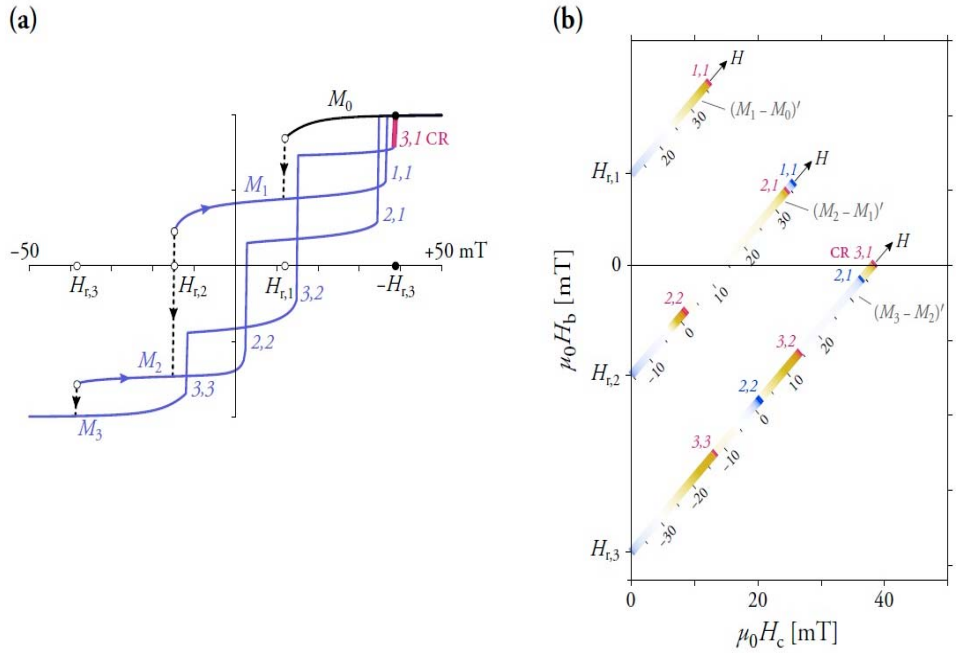 (a)
M0
3,1 CR
M1
1,1
2,1
−50
+50 mT
Hr,3
Hr,2
Hr,1
−Hr,3
3,2
2,2
M2
3,3
M3
(b)
1,1
H
(M1 − M0)′
30
20
Hr,1
1,1
H
2,1
30
(M2 − M1)′
20
0
CR 3,1
H
2,1
(M3 − M2)′
10
2,2
0
−10
20
3,2
10
Hr,2
2,2
0
3,3
−10
−20
−30
Hr,3
μ0Hb [mT]
0
20
40
μ0Hc [mT]